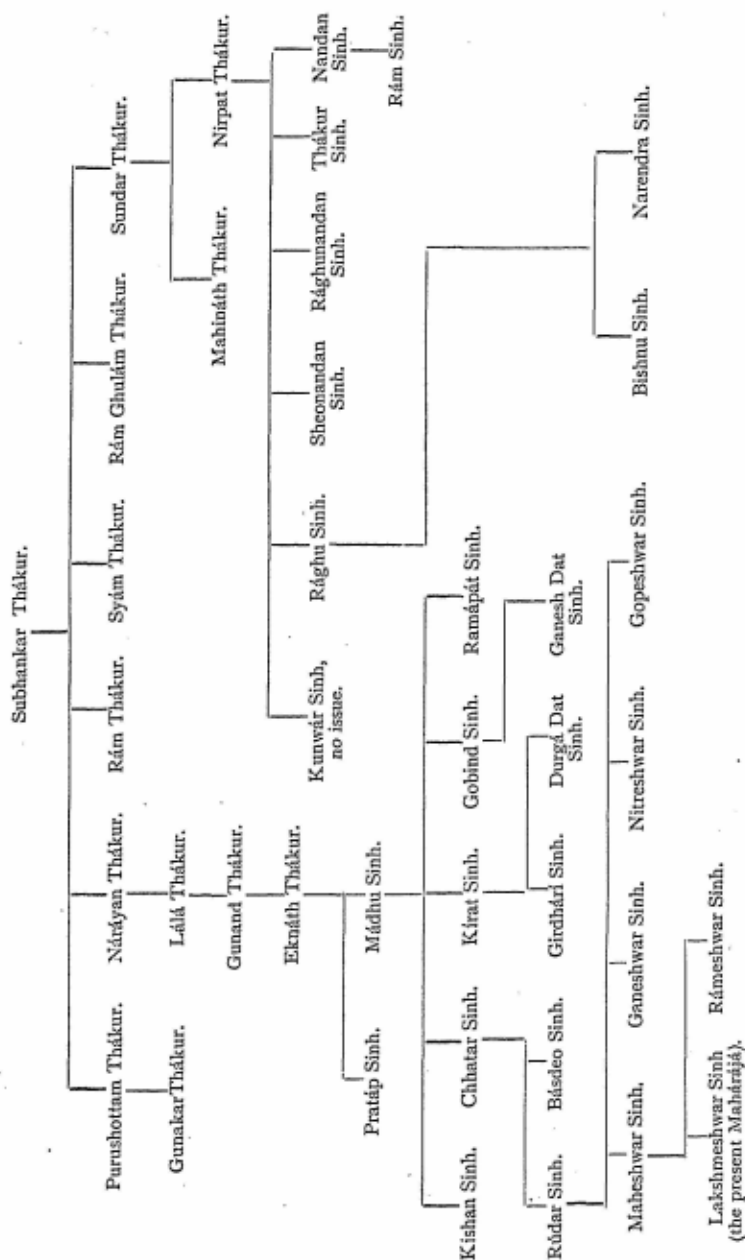 Subhankar Thákur.
Purushottam Thákur.
Náráyan Thákur.
Rám Thákur.
Syám Thákur.
Rám Ghulám Thákur.
Sundar Thákur.
Gunakar Thákur.
Lálá Thákur.
Mahináth Thákur.
Nirpat Thákur.
Gunand Thákur.
Eknáth Thákur.
Kunwár Sinh,
no issue.
Rághu Sinh.
Sheonandan
Sinh.
Rághunandan
Sinh.
Thákur
Sinh.
Nandan
Sinh.
Pratáp Sinh.
Mádhu Sinh.
Rám Sinh.
Kishan Sinh.
Chhatar Sinh.
Kírat Sinh.
Gobind Sinh.
Ramápát Sinh.
Rúdar Sinh.
Básdeo Sinh.
Girdhárí Sinh.
Durgá Dat
Sinh.
Ganesh Dat
Sinh.
Maheshwar Sinh.
Ganeshwar Sinh.
Nitreshwar Sinh.
Gopeshwar Sinh.
Bishnu Sinh.
Narendra Sinh.
Lakshmeshwar Sinh
(the present Mahárájá).
Rámeshwar Sinh.